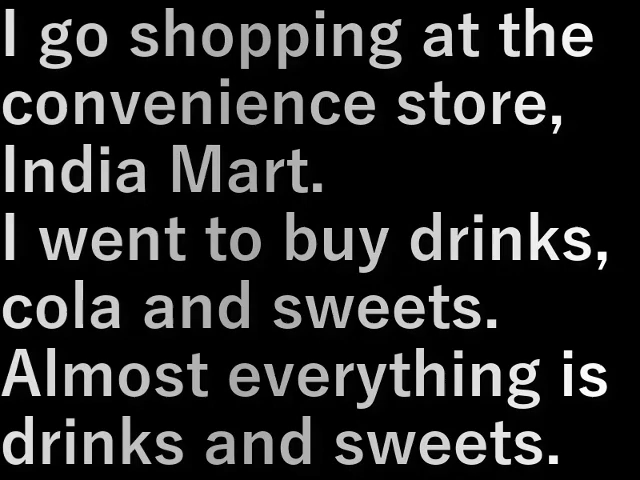 I go shopping at the
convenience store,
India Mart.
I went to buy drinks,
cola and sweets.
Almost everything is
drinks and sweets.